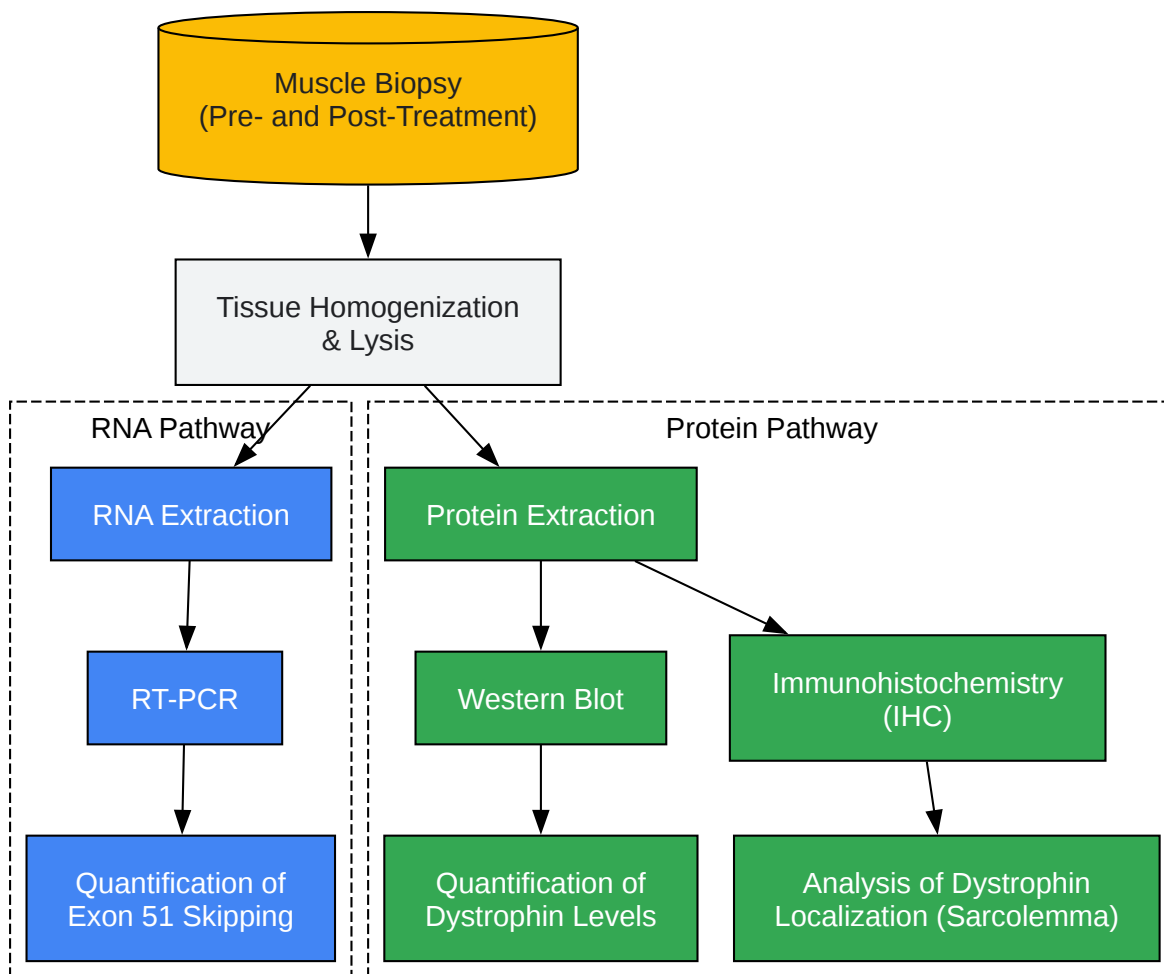 Muscle Biopsy
(Pre- and Post-Treatment)
Tissue Homogenization
& Lysis
RNA Pathway
Protein Pathway
RNA Extraction
Protein Extraction
RT-PCR
Western Blot
Immunohistochemistry
(IHC)
Quantification of
Exon 51 Skipping
Quantification of
Dystrophin Levels
Analysis of Dystrophin
Localization (Sarcolemma)